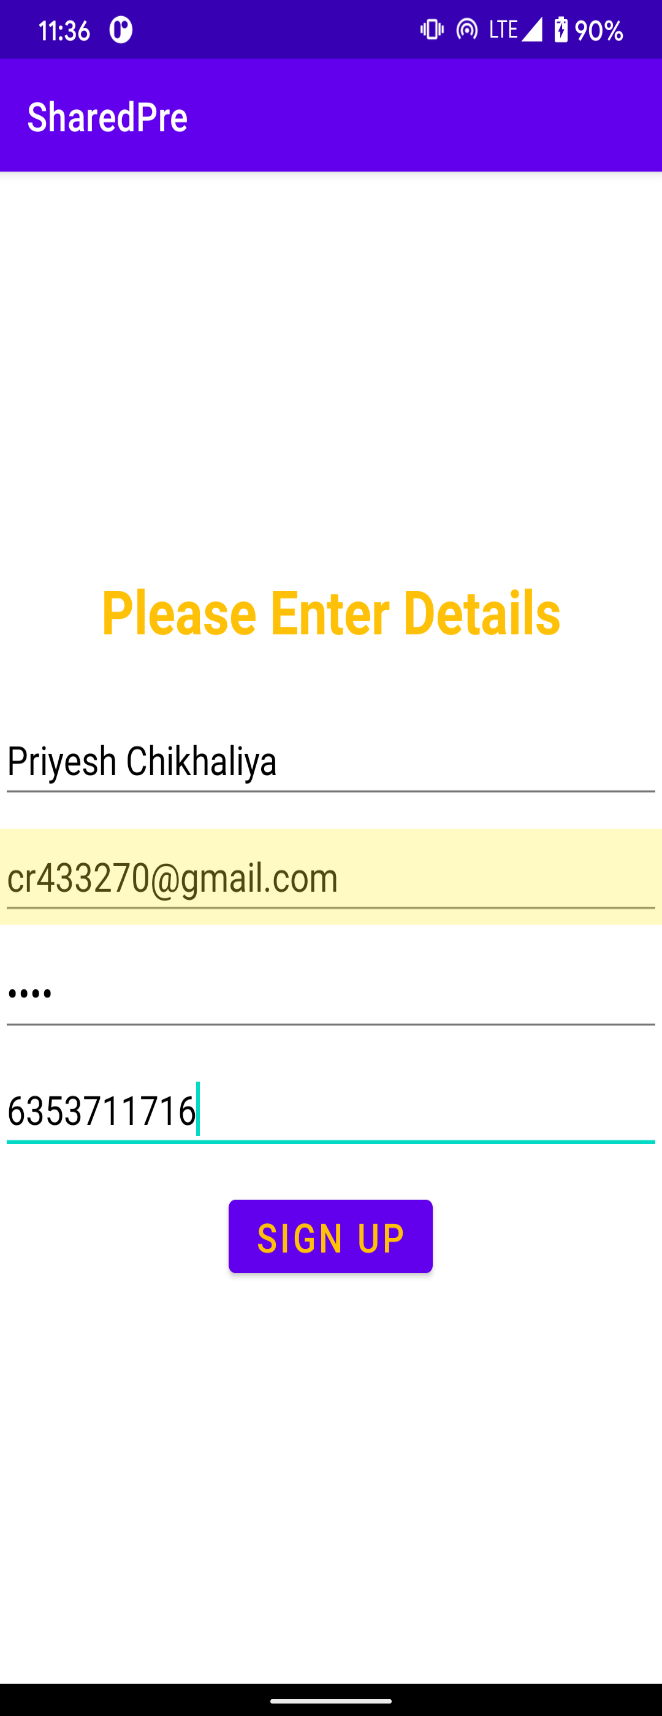 11:36 LTE 90%
SharedPre
Please Enter Details
Priyesh Chikhaliya
cr433270@gmail.com
••••
6353711716
SIGN UP